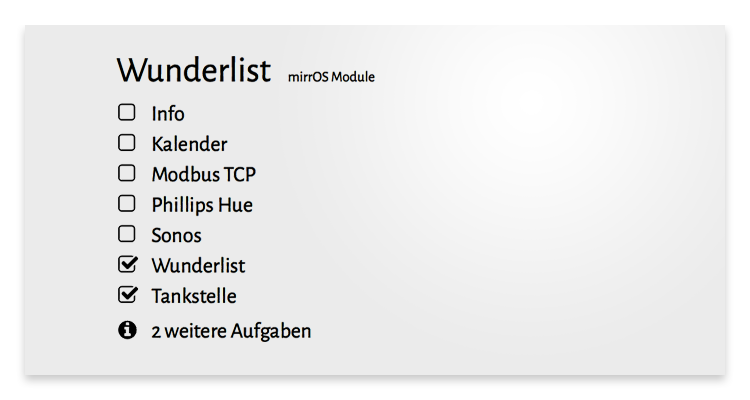 Wunderlist mirrOS Module
Info
Kalender
Modbus TCP
Phillips Hue
Sonos
Wunderlist
Tankstelle
2 weitere Aufgaben